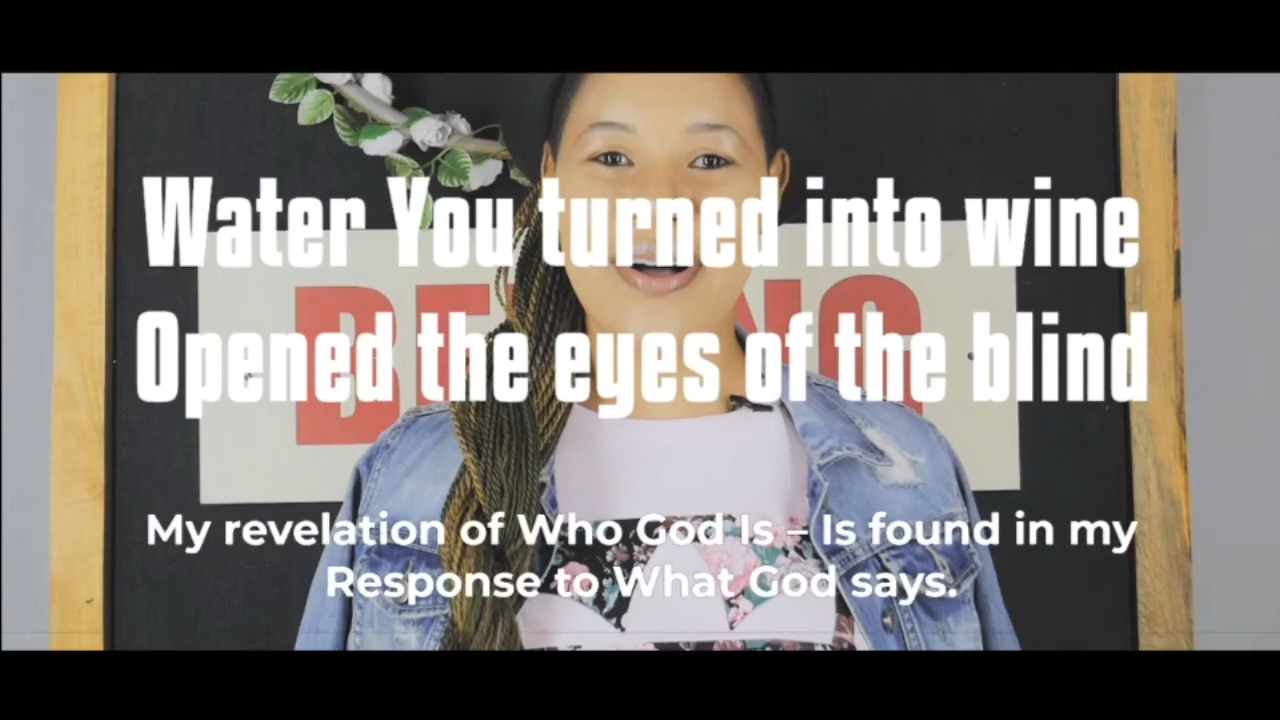 Water You turned into wine
Opened the eyes of the blind
My revelation of Who God Is – Is found in my
Response to What God says.